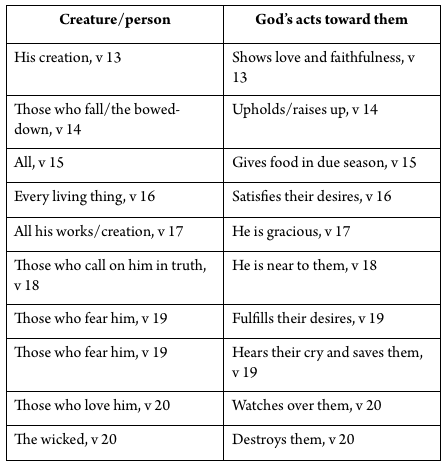 Creature/person God's acts toward them
His creation, v 13 Shows love and faithfulness, v
13
Those who fall/the bowed- Upholds/raises up, v 14
down, v 14
All, v 15 Gives food in due season, v 15
Every living thing, v 16 Satisfies their desires, v 16
All his works/creation, v 17 He is gracious, v 17
Those who call on him in truth, He is near to them, v 18
v 18
Those who fear him, v 19 Fulfills their desires, v 19
Those who fear him, v 19 Hears their cry and saves them,
v 19
Those who love him, v 20 Watches over them, v 20
The wicked, v 20 Destroys them, v 20